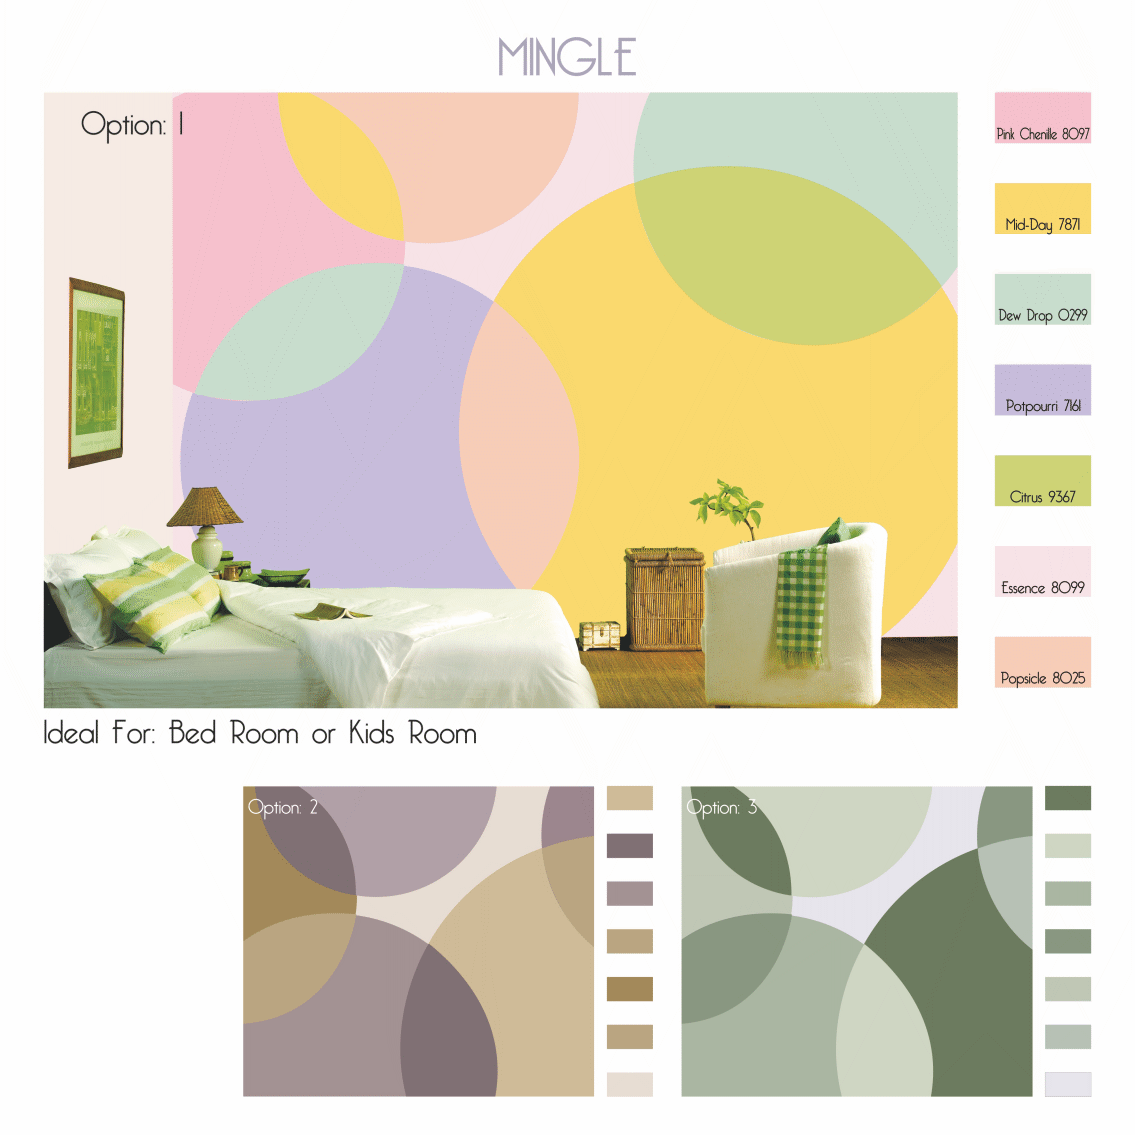 MINGLE
Option: 1
Pink Chenille 8097
Mid-Day 7871
Dew Drop 0299
Potpourri 7161
Citrus 9367
Essence 8099
Popsicle 8025
Ideal For: Bed Room or Kids Room
Option: 2
Option: 3